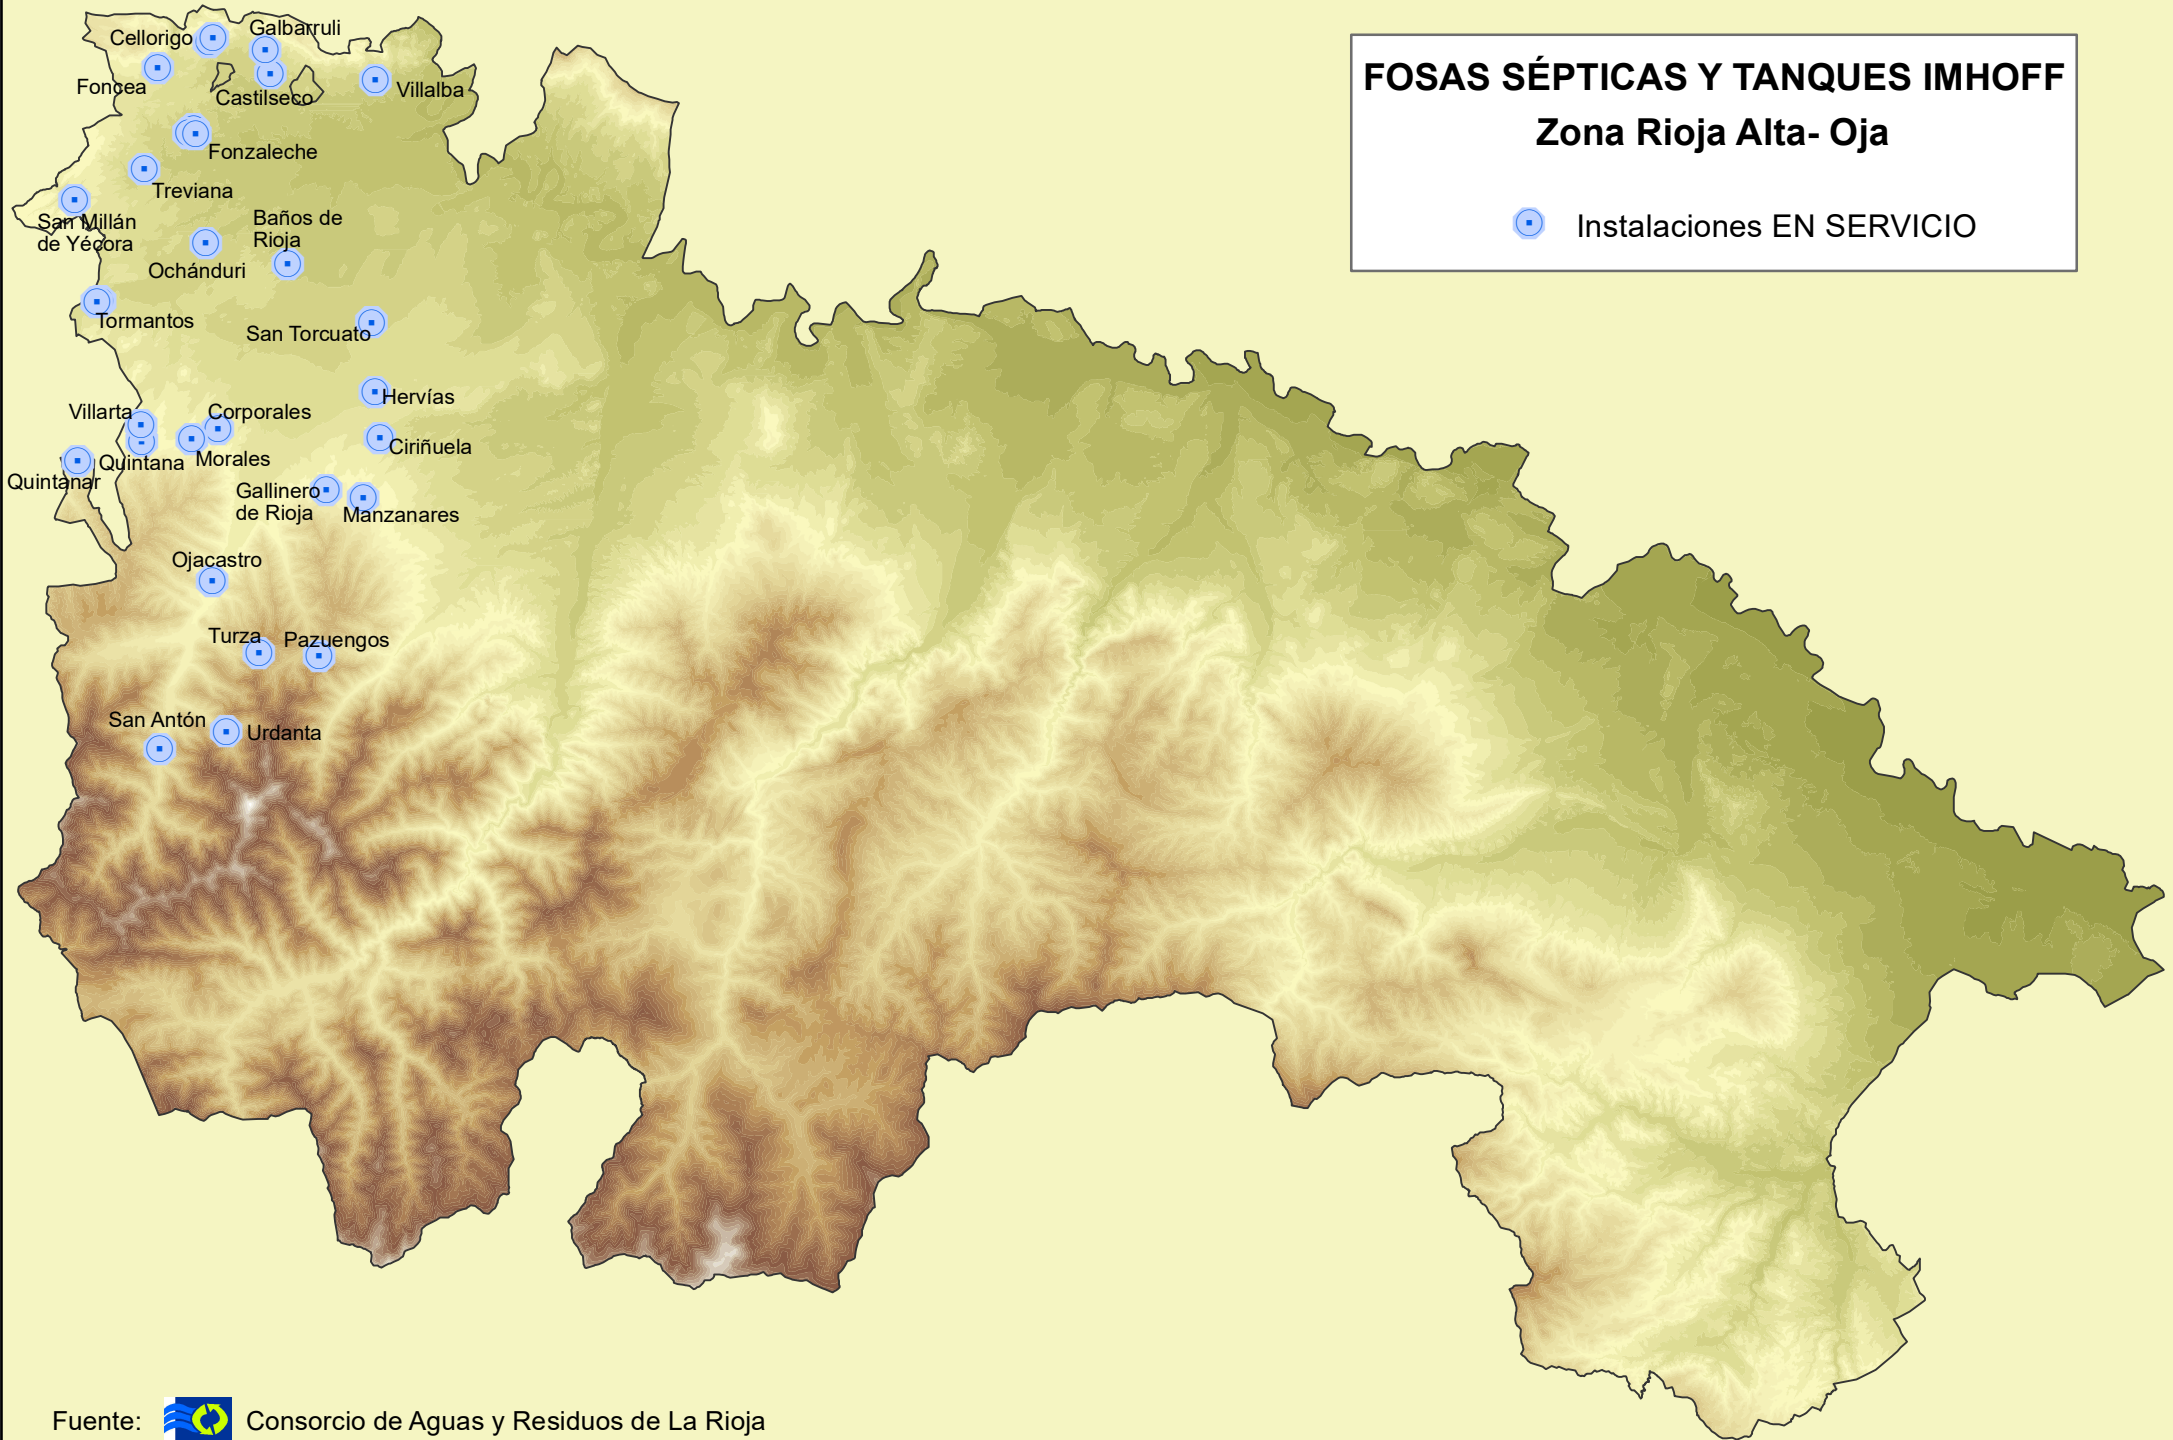 FOSAS SÉPTICAS Y TANQUES IMHOFF
Zona Rioja Alta- Oja
Instalaciones EN SERVICIO
Galbarruli
Cellorigo
Foncea
Castilseco
Villalba
Fonzaleche
Treviana
San Millán
de Yécora
Baños de
Rioja
Ochánduri
Tormantos
San Torcuato
Hervías
Villarta
Corporales
Ciriñuela
Quintana
Morales
Quintanar
Gallinero
de Rioja
Manzanares
Ojacastro
Turza
Pazuengos
San Antón
Urdanta
Fuente:
Consorcio de Aguas y Residuos de La Rioja